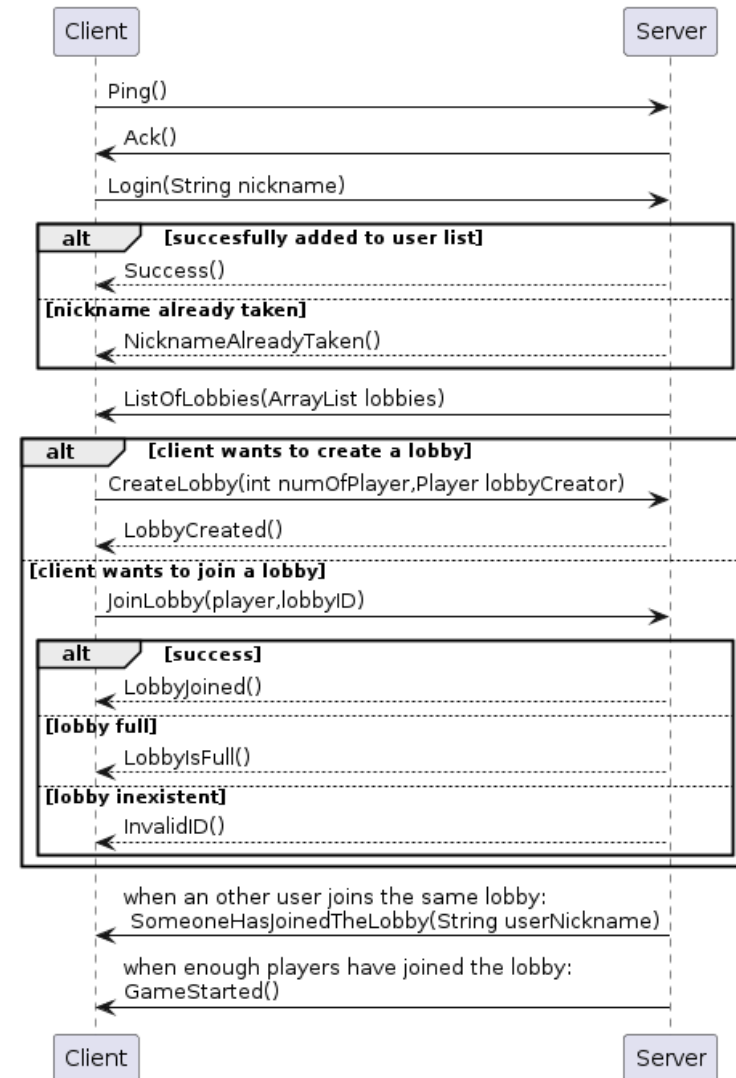 Client Server
Ping()
Ack()
Login(String nickname)
alt [succesfully added to user list]
Success()
[nickname already taken]
NicknameAlreadyTaken()
ListOfLobbies(ArrayList lobbies)
alt [client wants to create a lobby]
CreateLobby(int numOfPlayer,Player lobbyCreator)
LobbyCreated()
[client wants to join a lobby]
JoinLobby(player,lobbyID)
alt [success]
LobbyJoined()
[lobby full]
LobbyIsFull()
[lobby inexistent]
InvalidID()
when an other user joins the same lobby:
SomeoneHasJoinedTheLobby(String userNickname)
when enough players have joined the lobby:
GameStarted()
Client Server